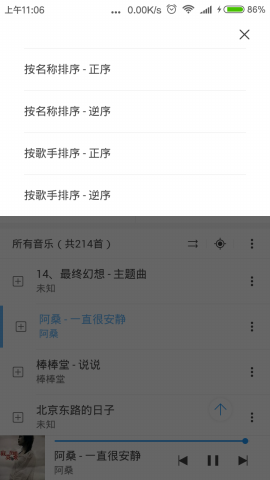 上午11:06
... 0.00K/s 86%
按名称排序 - 正序
按名称排序 - 逆序
按歌手排序 - 正序
按歌手排序 - 逆序
所有音乐（共214首）
14、最终幻想 - 主题曲
未知
阿桑 - 一直很安静
阿桑
棒棒堂 - 说说
棒棒堂
北京东路的日子
未知
阿桑 - 一直很安静
阿桑